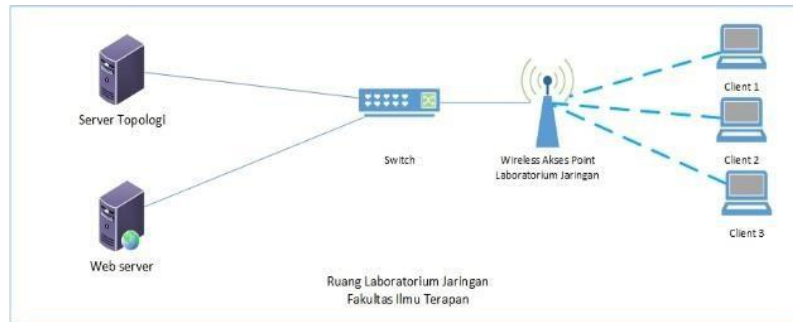 Server Topologi
Web server
Switch
Wireless Akses Point
Laboratorium Jaringan
Client 1
Client 2
Client 3
Ruang Laboratorium Jaringan
Fakultas Ilmu Terapan